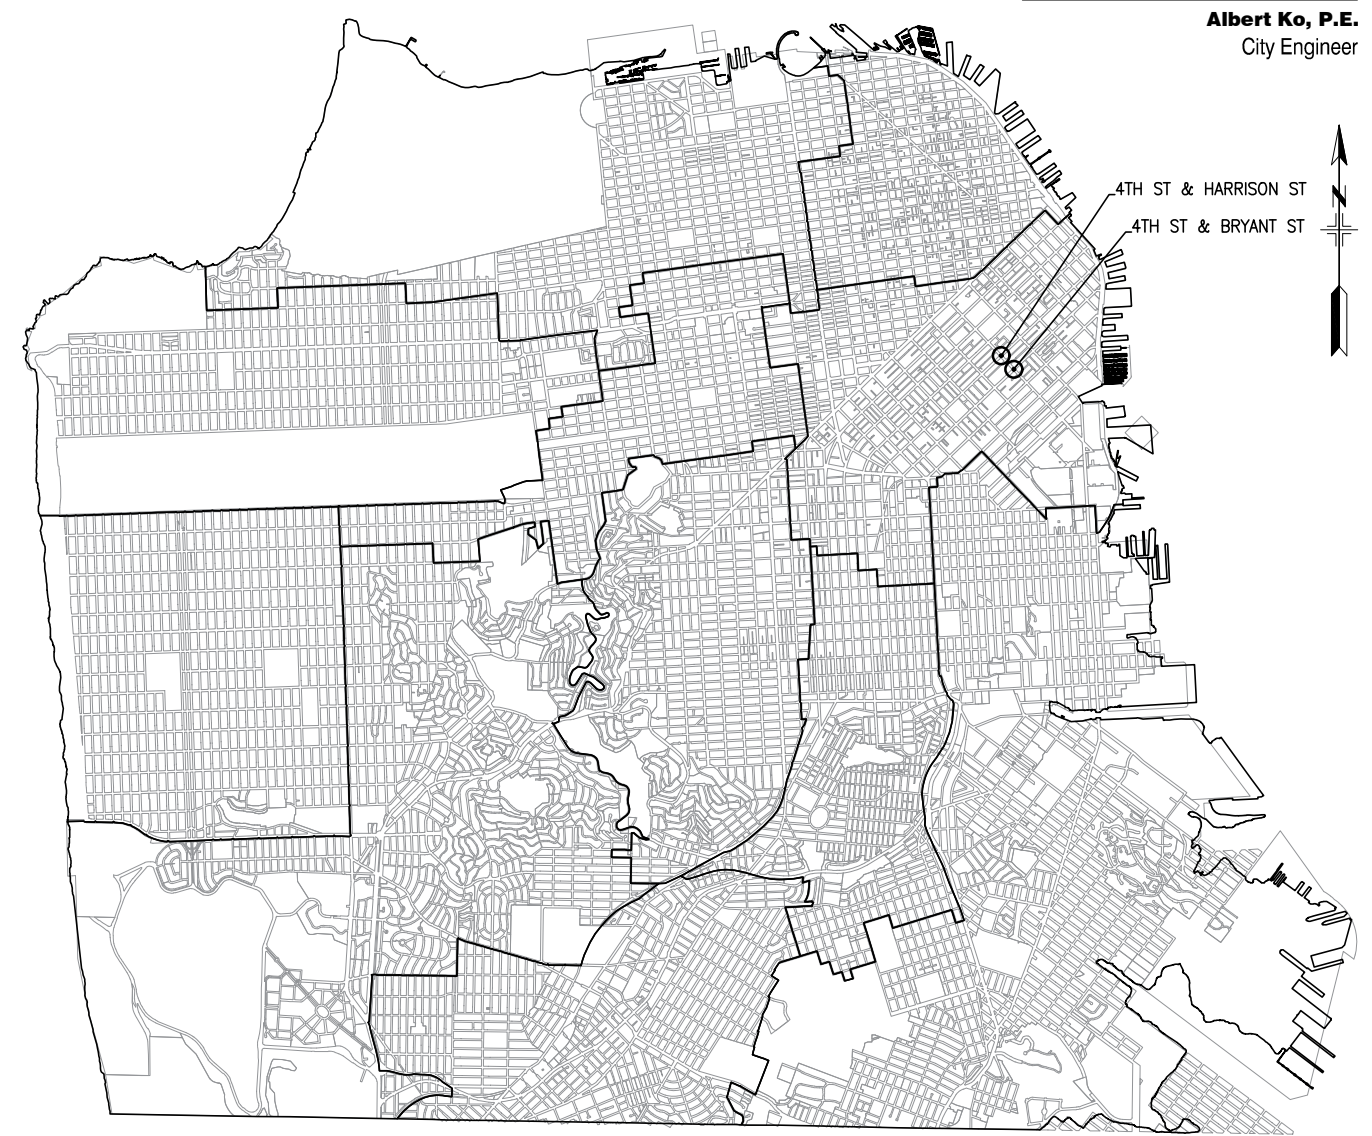 Albert Ko, P.E.
City Engineer
4TH ST & HARRISON ST
N
4TH ST & BRYANT ST